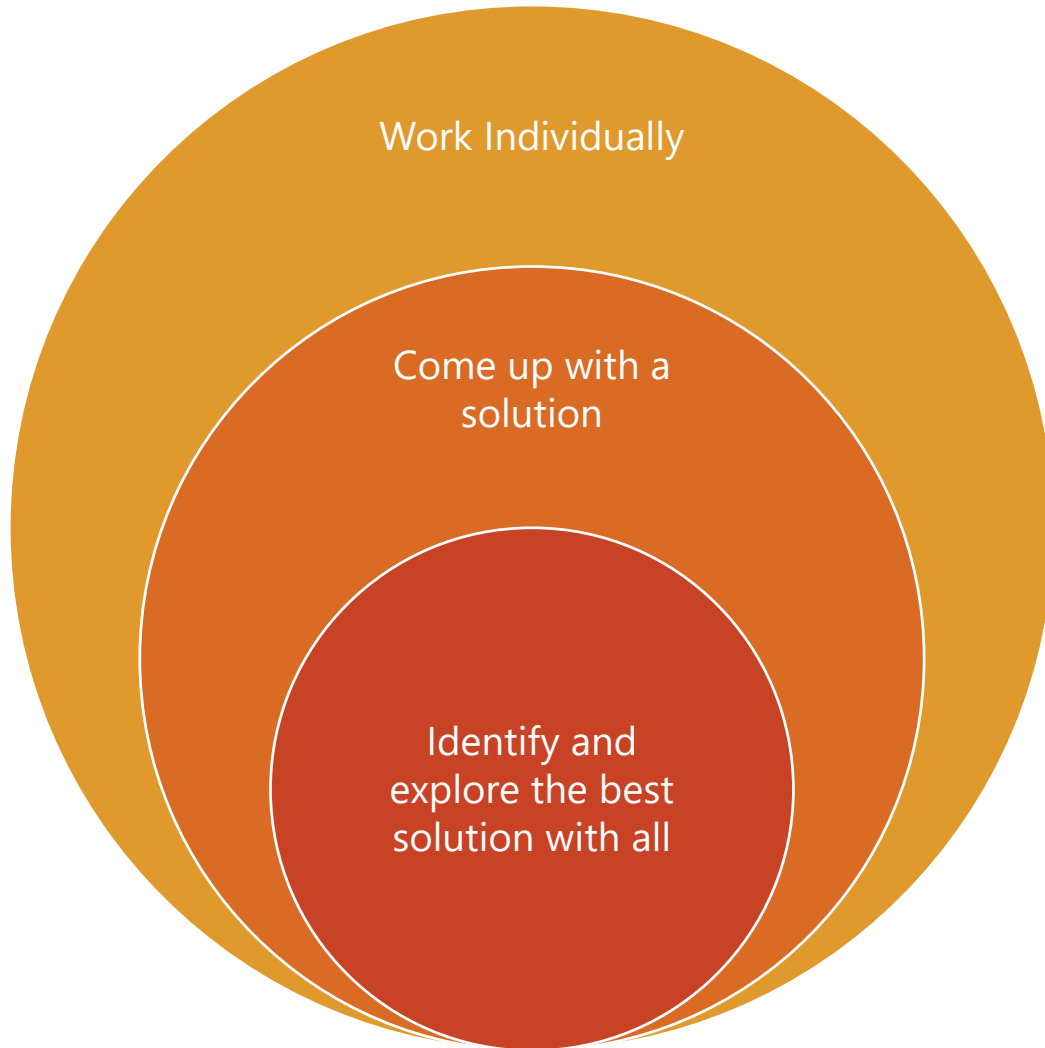 Work Individually
Come up with a
solution
Identify and
explore the best
solution with all